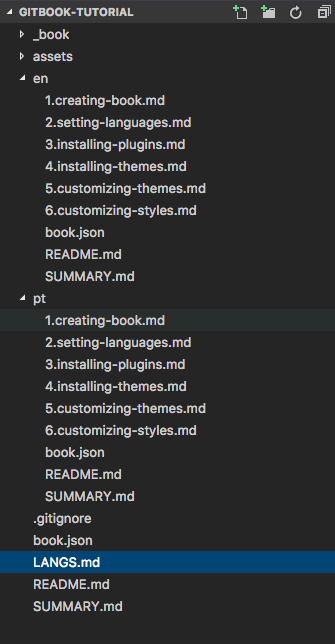 GITBOOK-TUTORIAL
_book
assets
en
1.creating-book.md
2.setting-languages.md
3.installing-plugins.md
4.installing-themes.md
5.customizing-themes.md
6.customizing-styles.md
book.json
README.md
SUMMARY.md
pt
1.creating-book.md
2.setting-languages.md
3.installing-plugins.md
4.installing-themes.md
5.customizing-themes.md
6.customizing-styles.md
book.json
README.md
SUMMARY.md
.gitignore
book.json
LANGS.md
README.md
SUMMARY.md